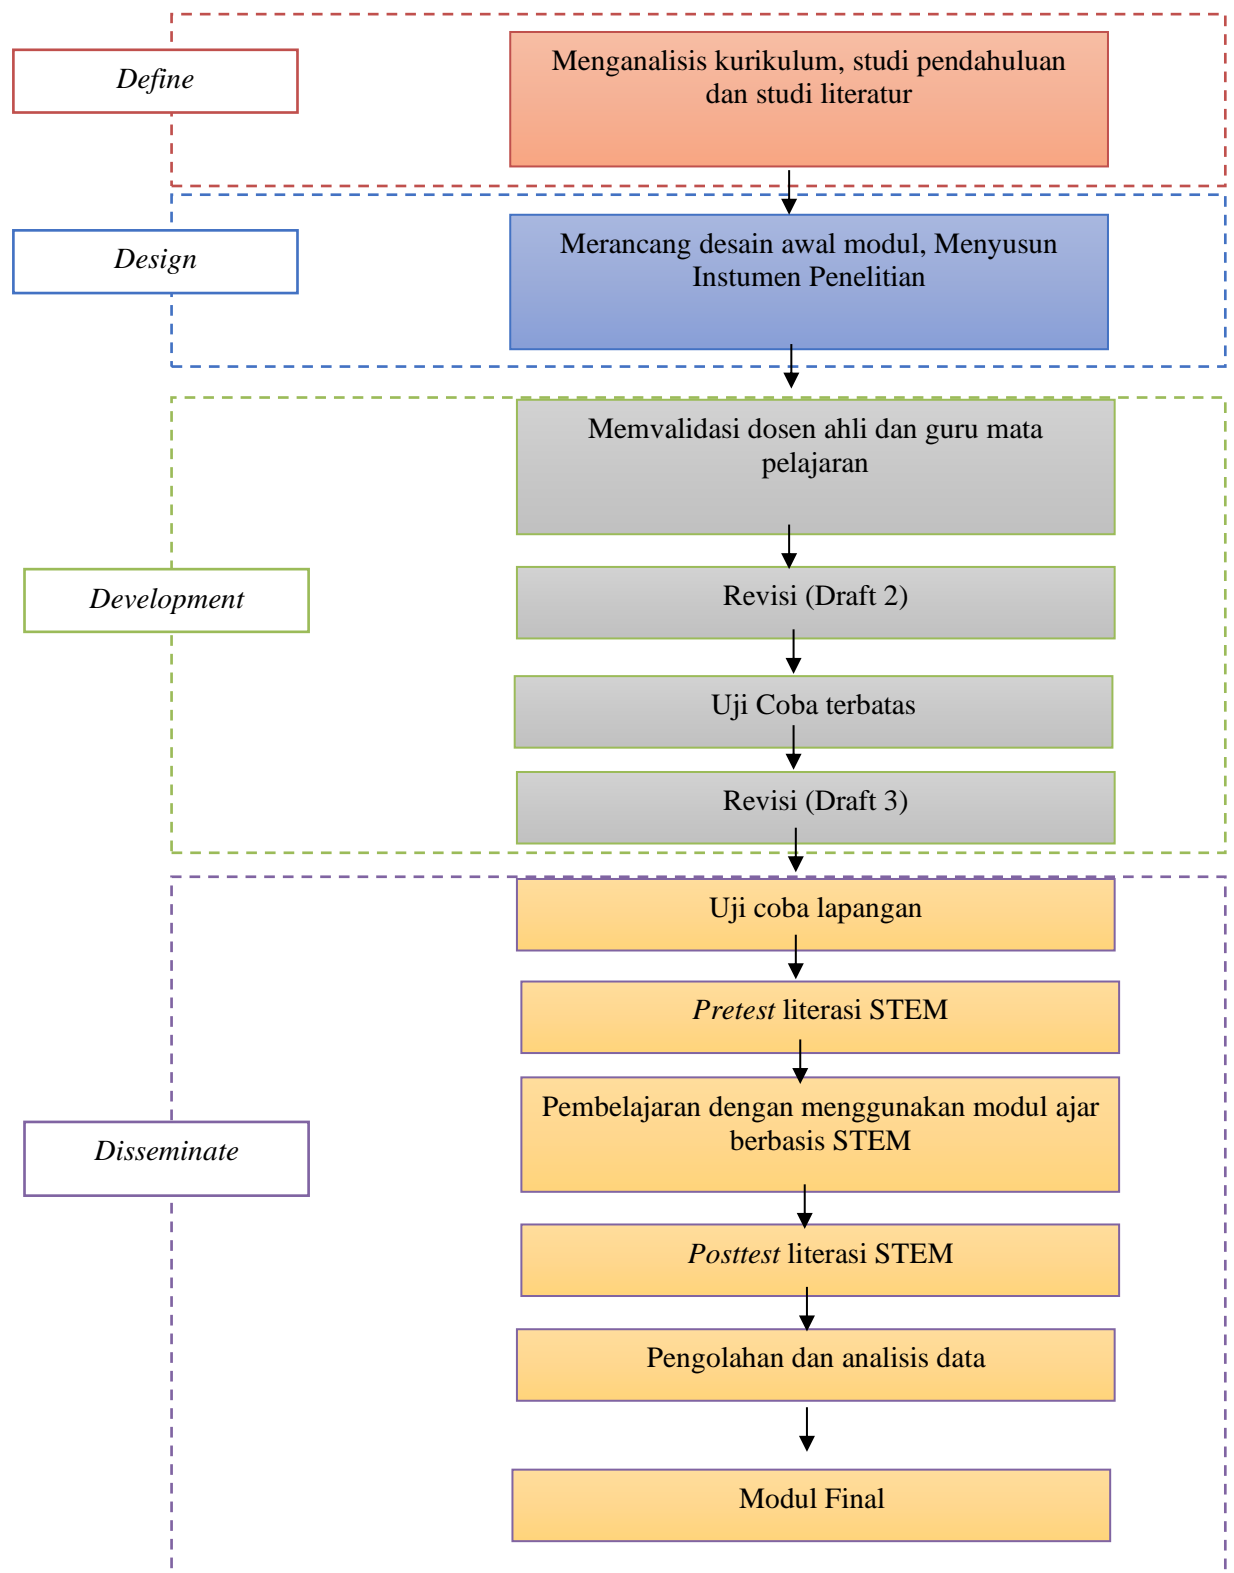 Define
Menganalisis kurikulum, studi pendahuluan
dan studi literatur
Design
Merancang desain awal modul, Menyusun
Instumen Penelitian
Memvalidasi dosen ahli dan guru mata
pelajaran
Development
Revisi (Draft 2)
Uji Coba terbatas
Revisi (Draft 3)
Uji coba lapangan
Pretest literasi STEM
Pembelajaran dengan menggunakan modul ajar
berbasis STEM
Disseminate
Posttest literasi STEM
Pengolahan dan analisis data
Modul Final